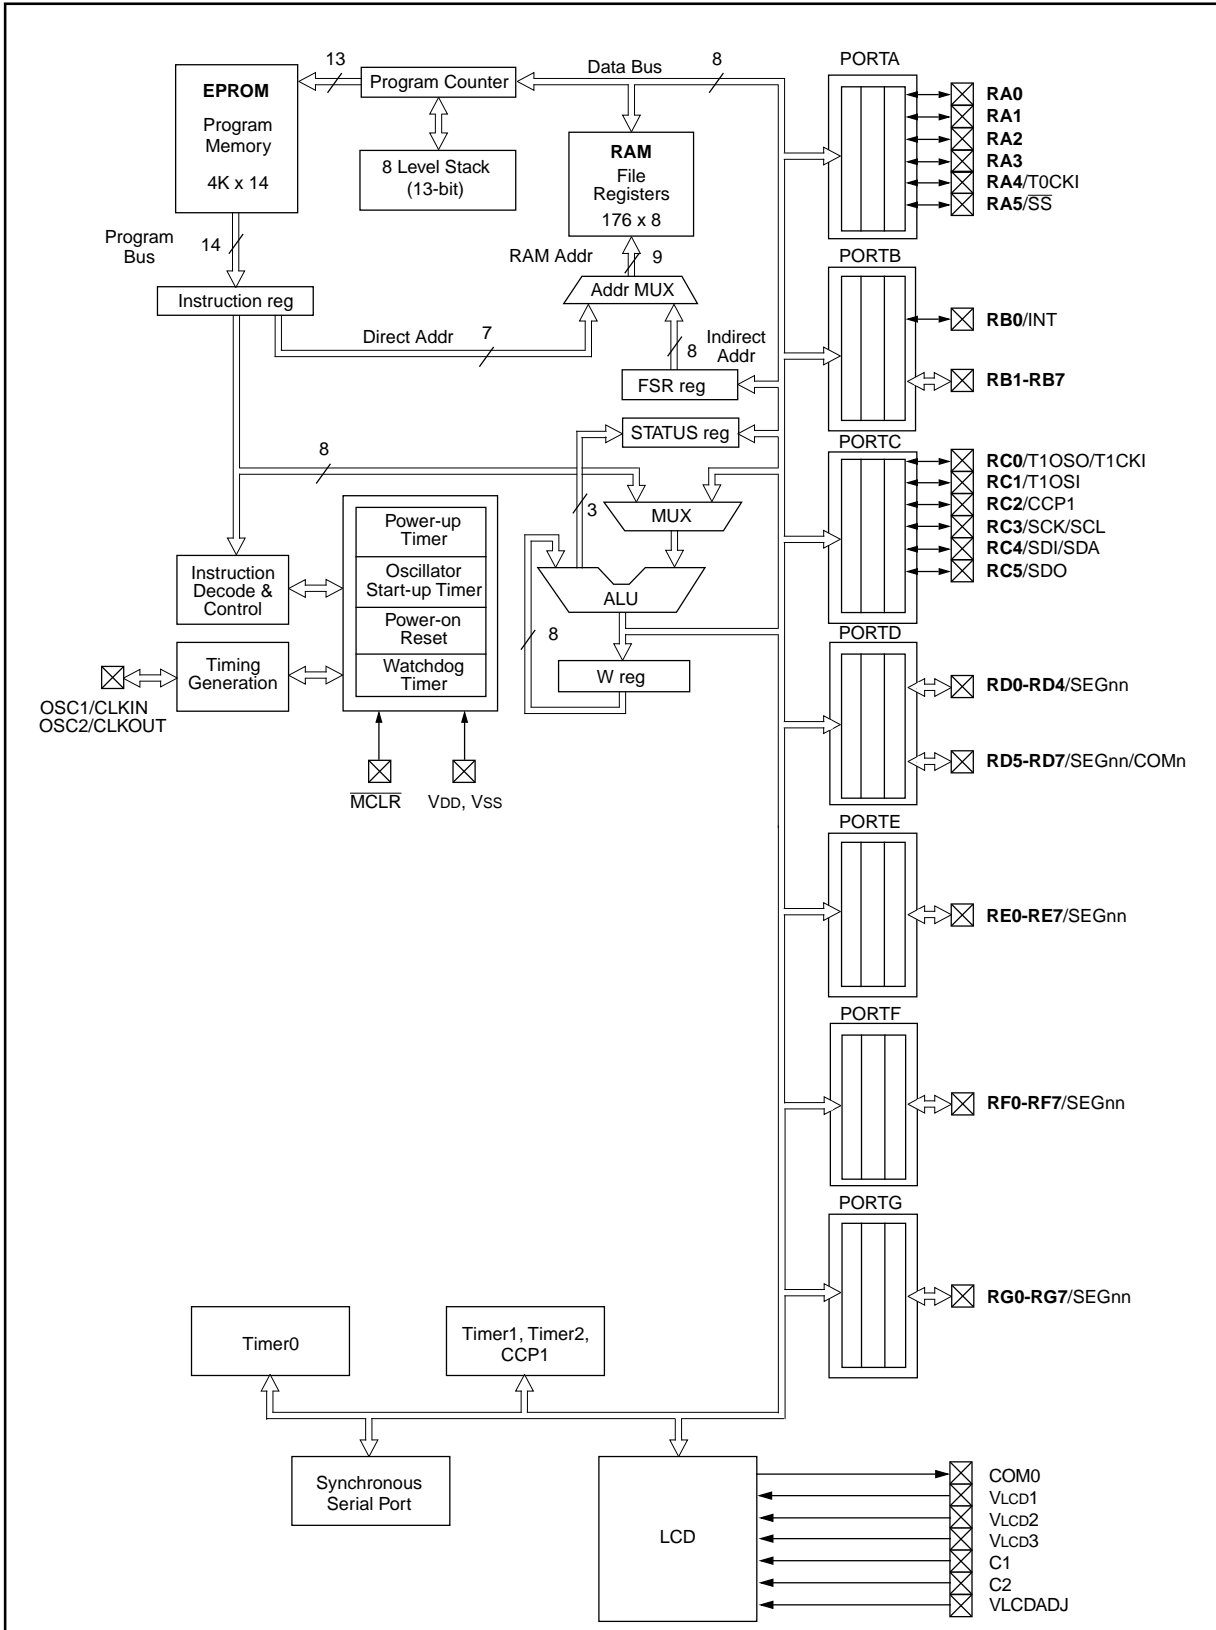 13
Data Bus
8
PORTA
EPROM
Program
Memory
4K x 14
Program Counter
8 Level Stack
(13-bit)
RAM
File
Registers
176 x 8
RA0
RA1
RA2
RA3
RA4/T0CKI
RA5/S̅S̅
Program
Bus
14
RAM Addr
9
PORTB
Instruction reg
Addr MUX
Direct Addr
7
8
Indirect
Addr
RB0/INT
RB1-RB7
FSR reg
STATUS reg
PORTC
8
3
MUX
RC0/T1OSO/T1CKI
RC1/T1OSI
RC2/CCP1
RC3/SCK/SCL
RC4/SDI/SDA
RC5/SDO
Power-up
Timer
Oscillator
Start-up Timer
Power-on
Reset
Watchdog
Timer
Instruction
Decode &
Control
ALU
8
W reg
Timing
Generation
OSC1/CLKIN
OSC2/CLKOUT
M̅C̅L̅R̅
VDD, VSS
PORTD
RD0-RD4/SEGnn
RD5-RD7/SEGnn/COMn
PORTE
RE0-RE7/SEGnn
PORTF
RF0-RF7/SEGnn
PORTG
RG0-RG7/SEGnn
Timer0
Timer1, Timer2,
CCP1
Synchronous
Serial Port
LCD
COM0
VLCD1
VLCD2
VLCD3
C1
C2
VLCDADJ